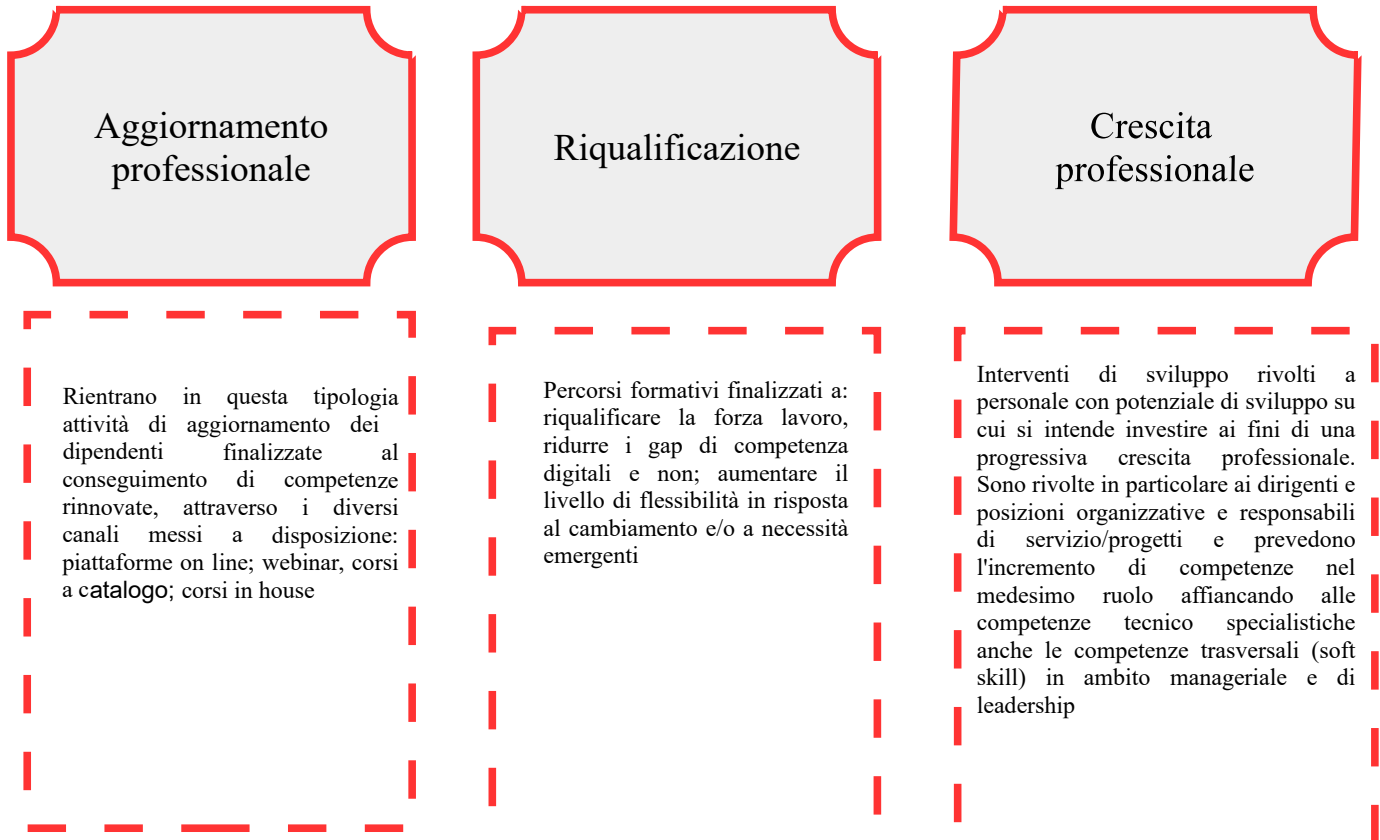 Aggiornamento
professionale
Rientrano in questa tipologia
attività di aggiornamento dei
dipendenti finalizzate al
conseguimento di competenze
rinnovate, attraverso i diversi
canali messi a disposizione:
piattaforme on line; webinar, corsi
a catalogo; corsi in house
Riqualificazione
Percorsi formativi finalizzati a:
riqualificare la forza lavoro,
ridurre i gap di competenza
digitali e non; aumentare il
livello di flessibilità in risposta
al cambiamento e/o a necessità
emergenti
Crescita
professionale
Interventi di sviluppo rivolti a
personale con potenziale di sviluppo su
cui si intende investire ai fini di una
progressiva crescita professionale.
Sono rivolte in particolare ai dirigenti e
posizioni organizzative e responsabili
di servizio/progetti e prevedono
l'incremento di competenze nel
medesimo ruolo affiancando alle
competenze tecnico specialistiche
anche le competenze trasversali (soft
skill) in ambito manageriale e di
leadership